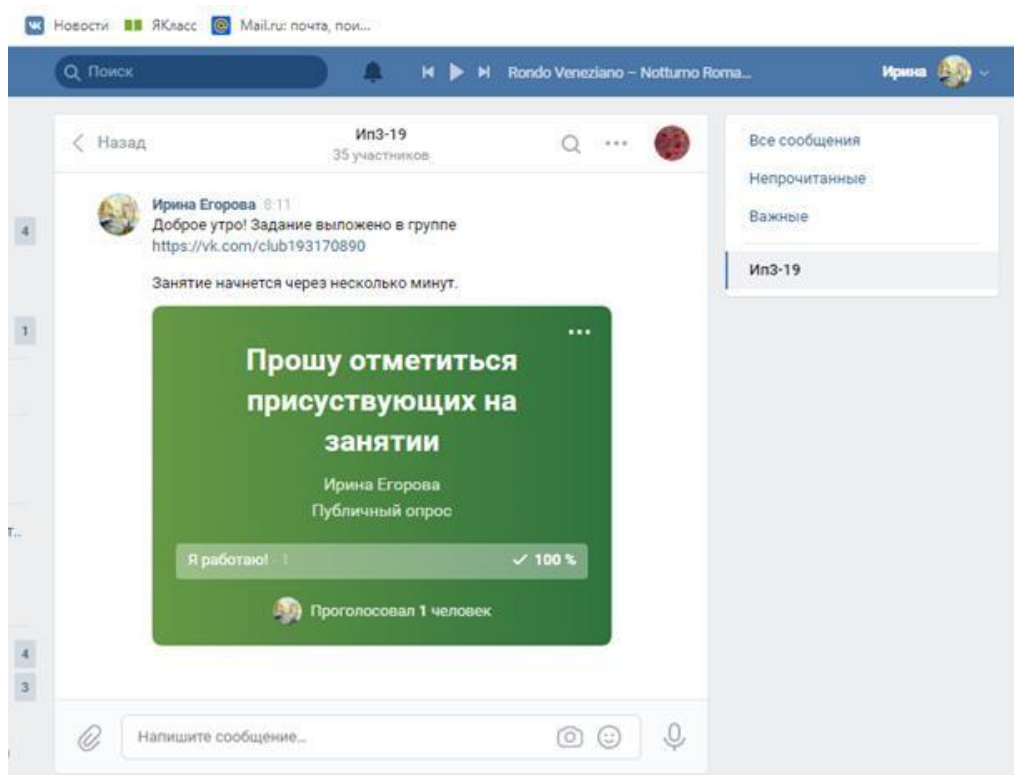 Новости ЯКласс Mail.ru: почта, пои...
Поиск Rondo Veneziano – Notturno Roma... Ирина
Назад
Ип3-19
35 участников
Все сообщения
Непрочитанные
Важные
Ип3-19
Ирина Егорова 8:11
Доброе утро! Задание выложено в группе
https://vk.com/club193170890
Занятие начнется через несколько минут.
Прошу отметиться
присуствующих на
занятии
Ирина Егорова
Публичный опрос
Я работаю! · 1 100 %
Проголосовал 1 человек
4
1
т..
4
3
Напишите сообщение...